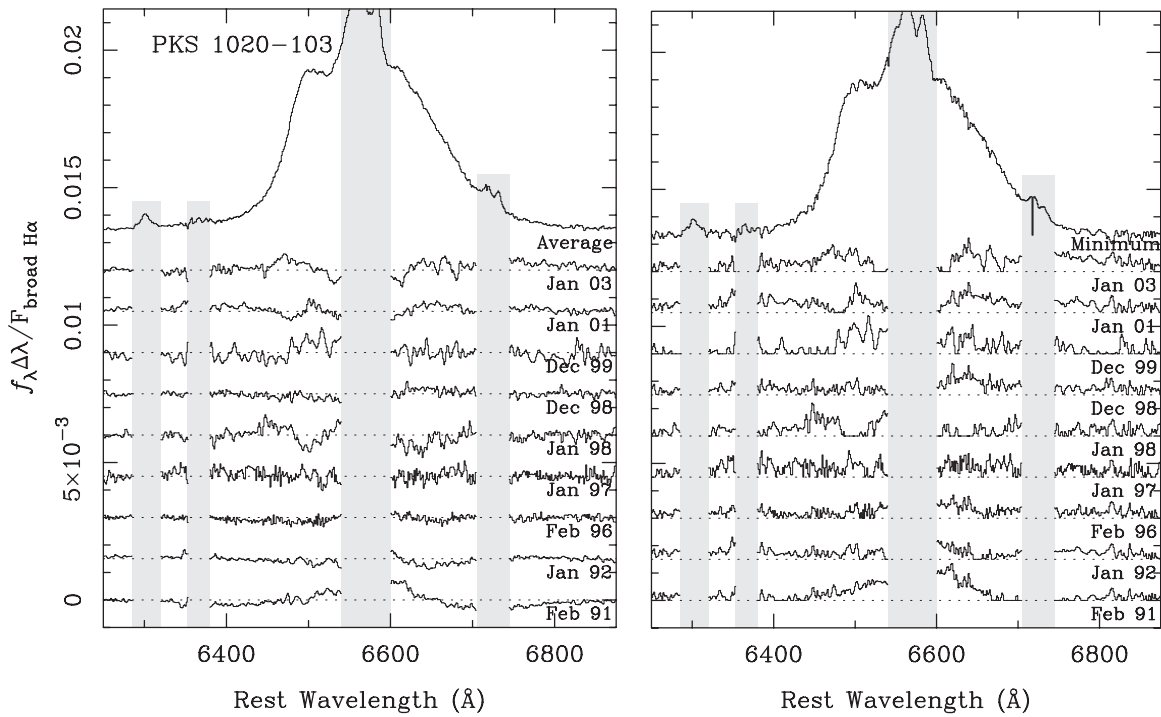 PKS 1020−103
0.02
0.015
0.01
5×10−3
0
fλΔλ/Fbroad Hα
Average
Jan 03
Jan 01
Dec 99
Dec 98
Jan 98
Jan 97
Feb 96
Jan 92
Feb 91
6400
6600
6800
Rest Wavelength (Å)
Minimum
Jan 03
Jan 01
Dec 99
Dec 98
Jan 98
Jan 97
Feb 96
Jan 92
Feb 91
6400
6600
6800
Rest Wavelength (Å)